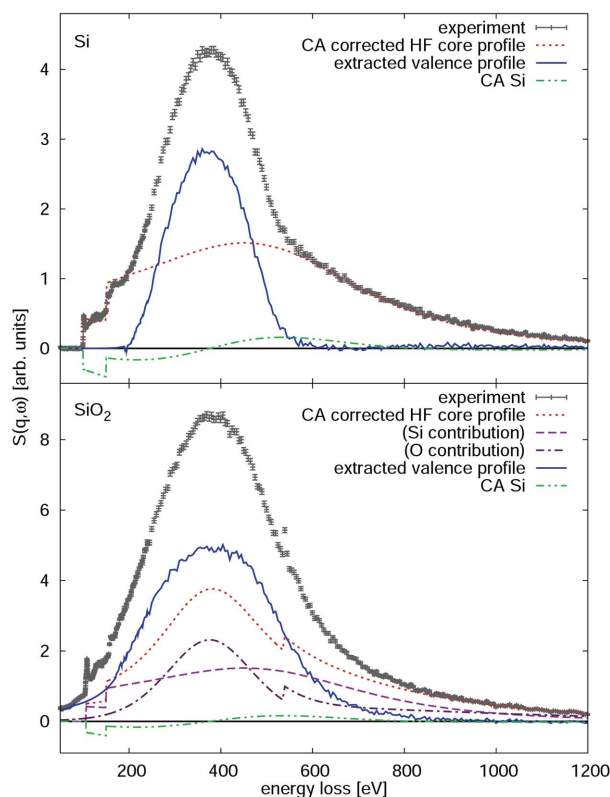 Si
experiment
CA corrected HF core profile
extracted valence profile
CA Si
4
3
2
1
0
S(q,ω) [arb. units]
SiO2
experiment
CA corrected HF core profile
(Si contribution)
(O contribution)
extracted valence profile
CA Si
8
6
4
2
0
200 400 600 800 1000 1200
energy loss [eV]